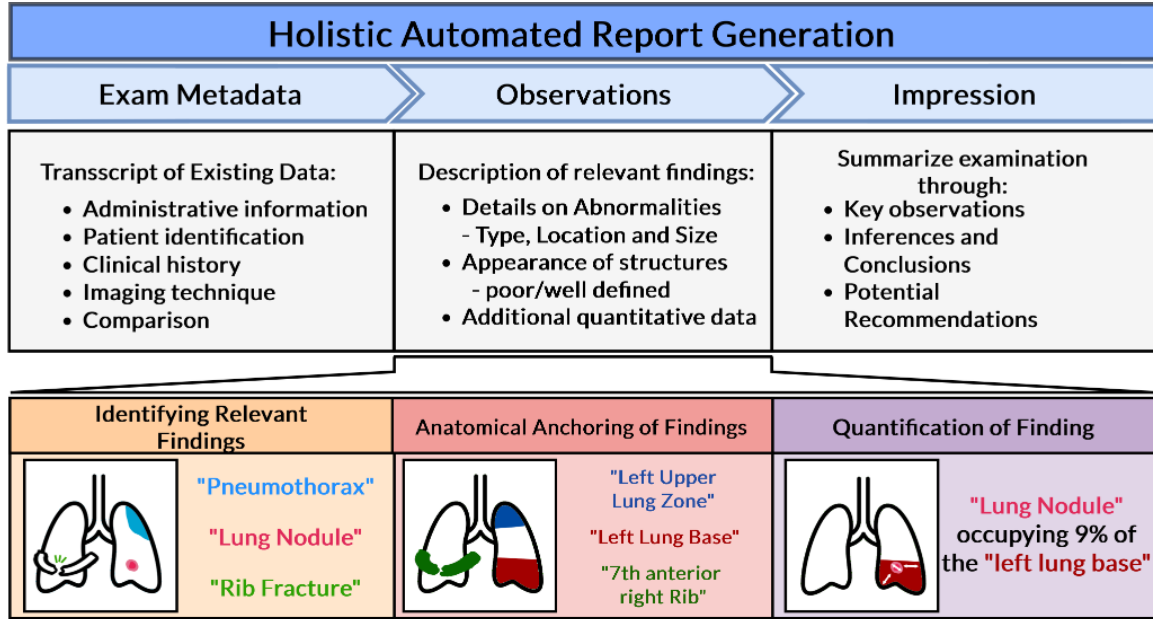 Holistic Automated Report Generation
Exam Metadata
Observations
Impression
Transscript of Existing Data:
• Administrative information
• Patient identification
• Clinical history
• Imaging technique
• Comparison
Description of relevant findings:
• Details on Abnormalities
- Type, Location and Size
• Appearance of structures
- poor/well defined
• Additional quantitative data
Summarize examination
through:
• Key observations
• Inferences and
Conclusions
• Potential
Recommendations
Identifying Relevant
Findings
"Pneumothorax"
"Lung Nodule"
"Rib Fracture"
Anatomical Anchoring of Findings
"Left Upper
Lung Zone"
"Left Lung Base"
"7th anterior
right Rib"
Quantification of Finding
"Lung Nodule"
occupying 9% of
the "left lung base"